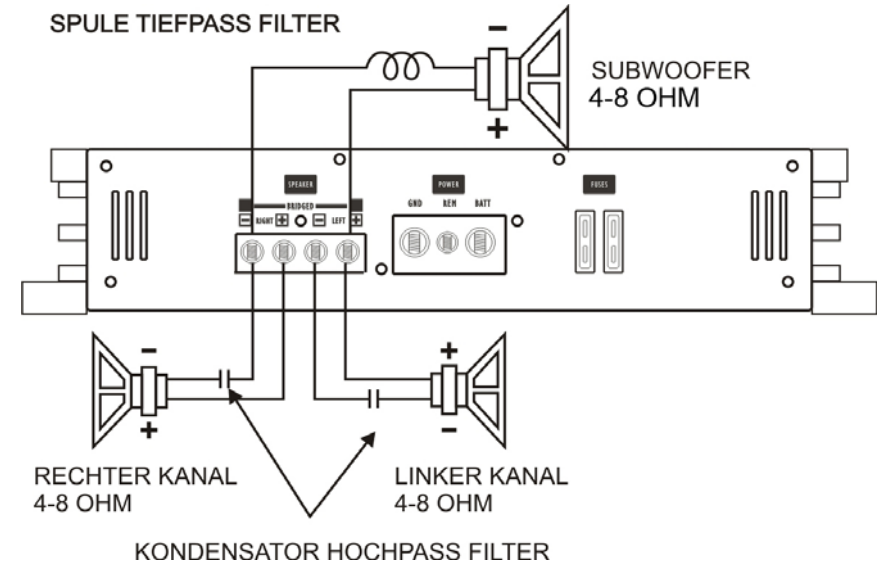 SPULE TIEFPASS FILTER
-
SUBWOOFER
4-8 OHM
+
SPEAKER
POWER
FUSES
BRIDGED
- RIGHT + - LEFT +
GND REM BATT
- +
+ -
RECHTER KANAL
4-8 OHM
LINKER KANAL
4-8 OHM
KONDENSATOR HOCHPASS FILTER